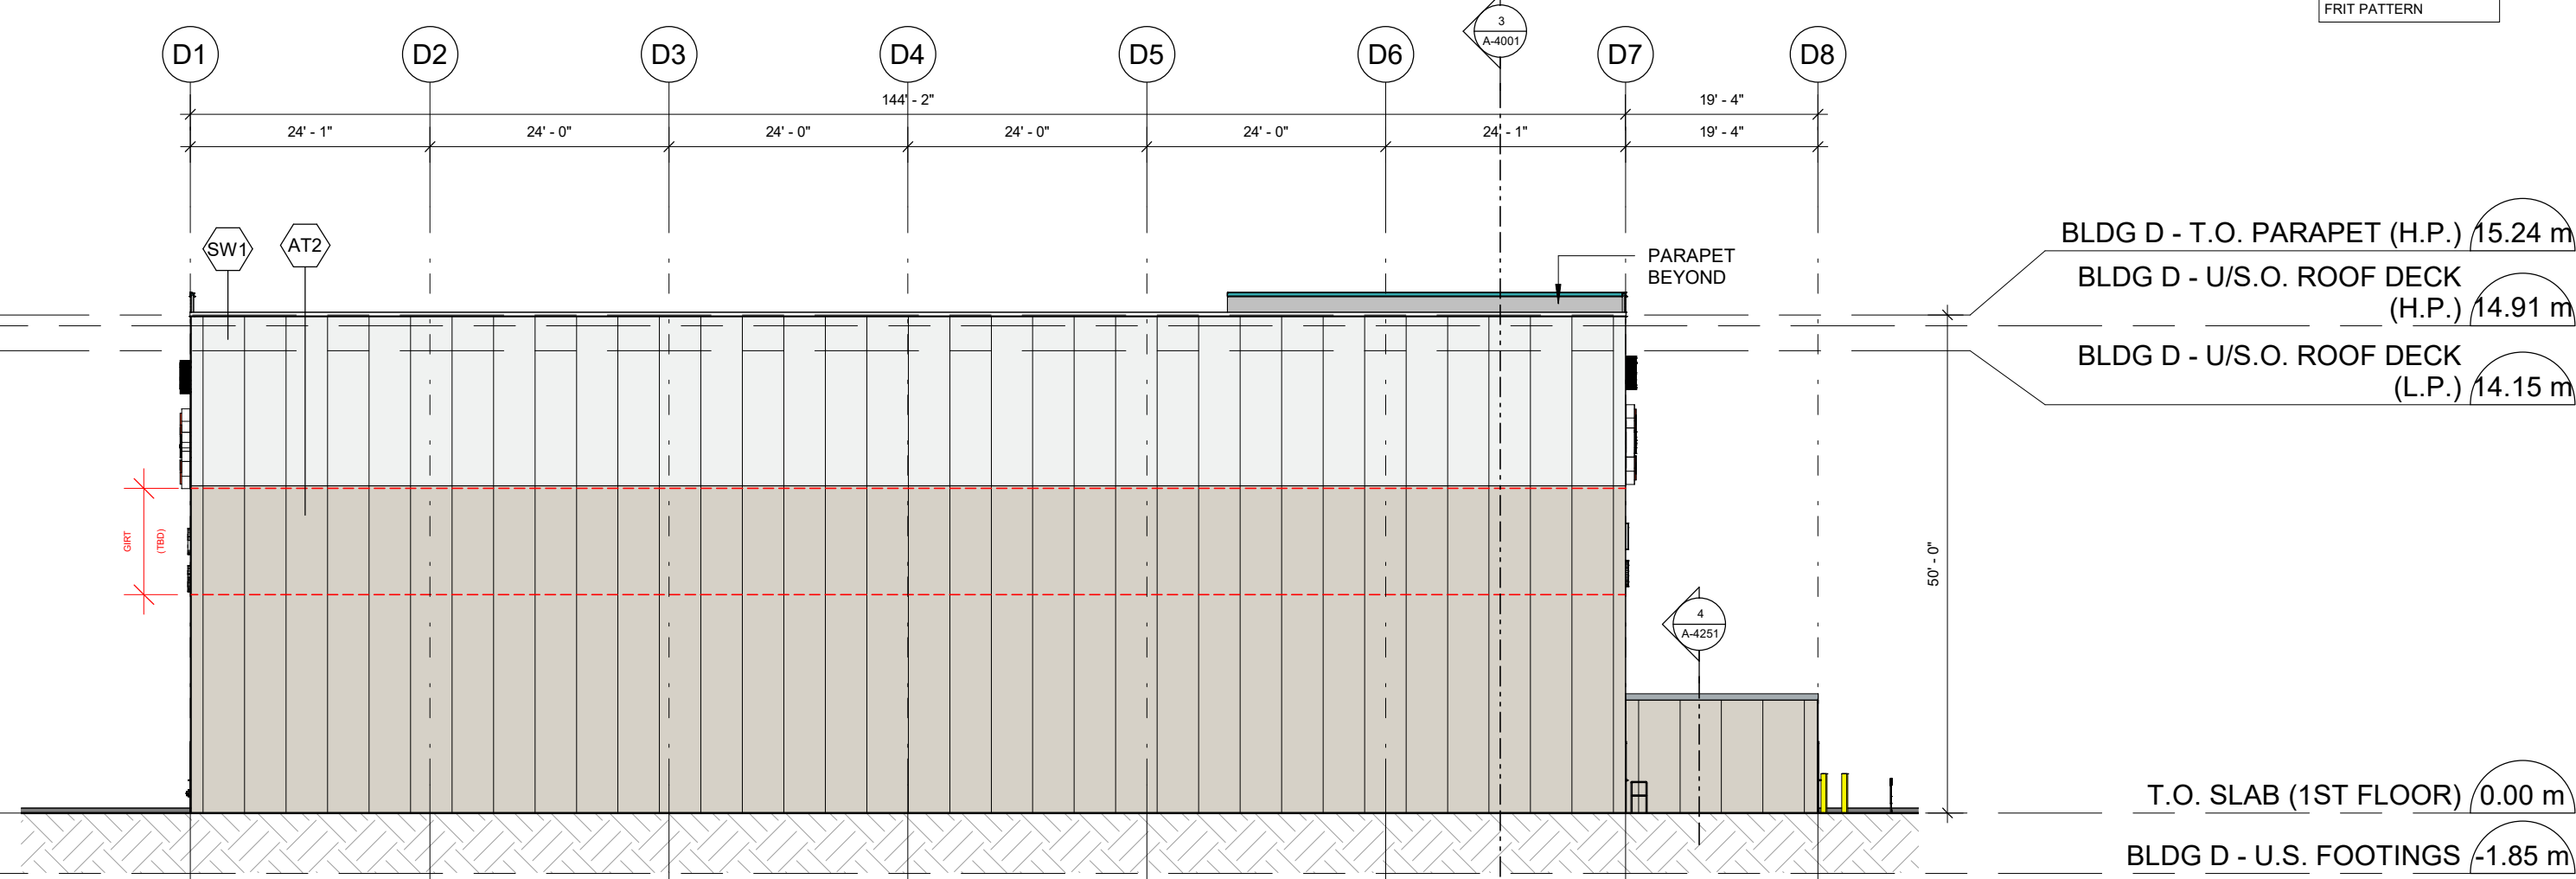 FRIT PATTERN
3
A-4001
D1
D2
D3
D4
D5
D6
D7
D8
144' - 2"
19' - 4"
24' - 1"
24' - 0"
24' - 0"
24' - 0"
24' - 0"
24' - 1"
19' - 4"
SW1
AT2
PARAPET
BEYOND
BLDG D - T.O. PARAPET (H.P.) 15.24 m
BLDG D - U/S.O. ROOF DECK
(H.P.) 14.91 m
BLDG D - U/S.O. ROOF DECK
(L.P.) 14.15 m
GIRT
(TBD)
50' - 0"
4
A-4251
T.O. SLAB (1ST FLOOR) 0.00 m
BLDG D - U.S. FOOTINGS -1.85 m